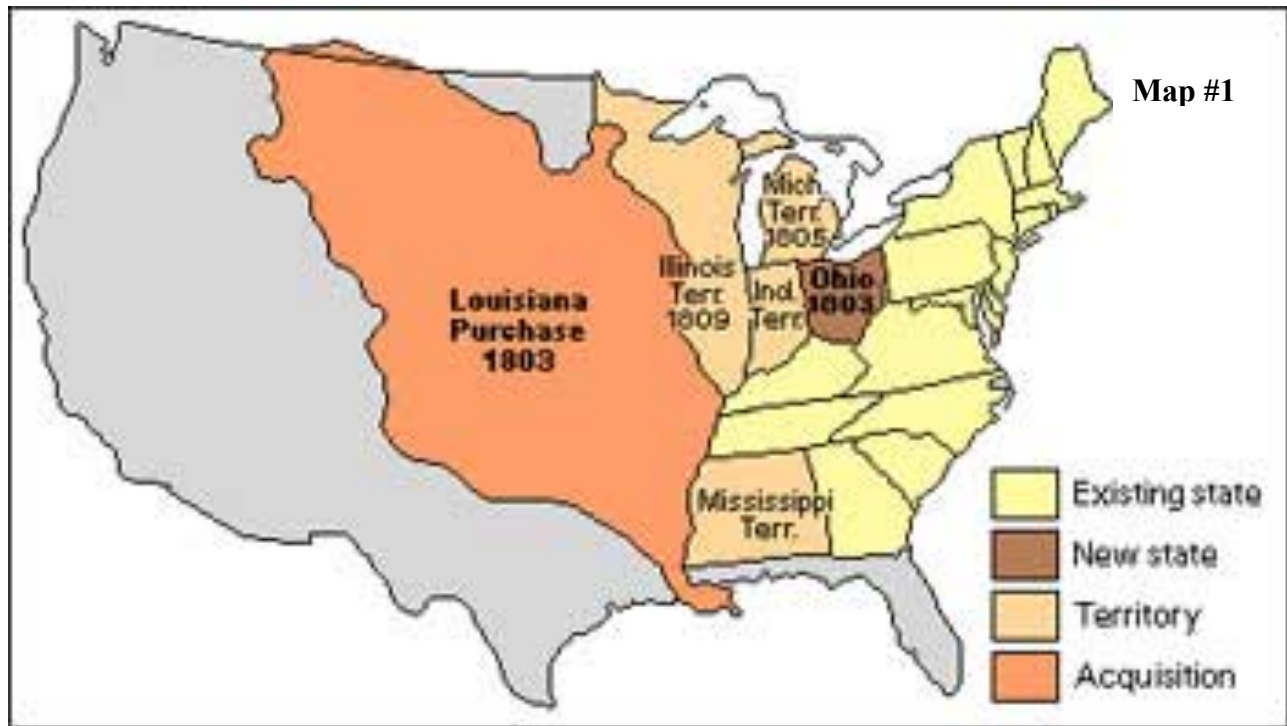 Map #1
Mich.
Terr.
1805
Illinois
Terr.
1809
Ind.
Terr.
Ohio
1803
Louisiana
Purchase
1803
Mississippi
Terr.
Existing state
New state
Territory
Acquisition